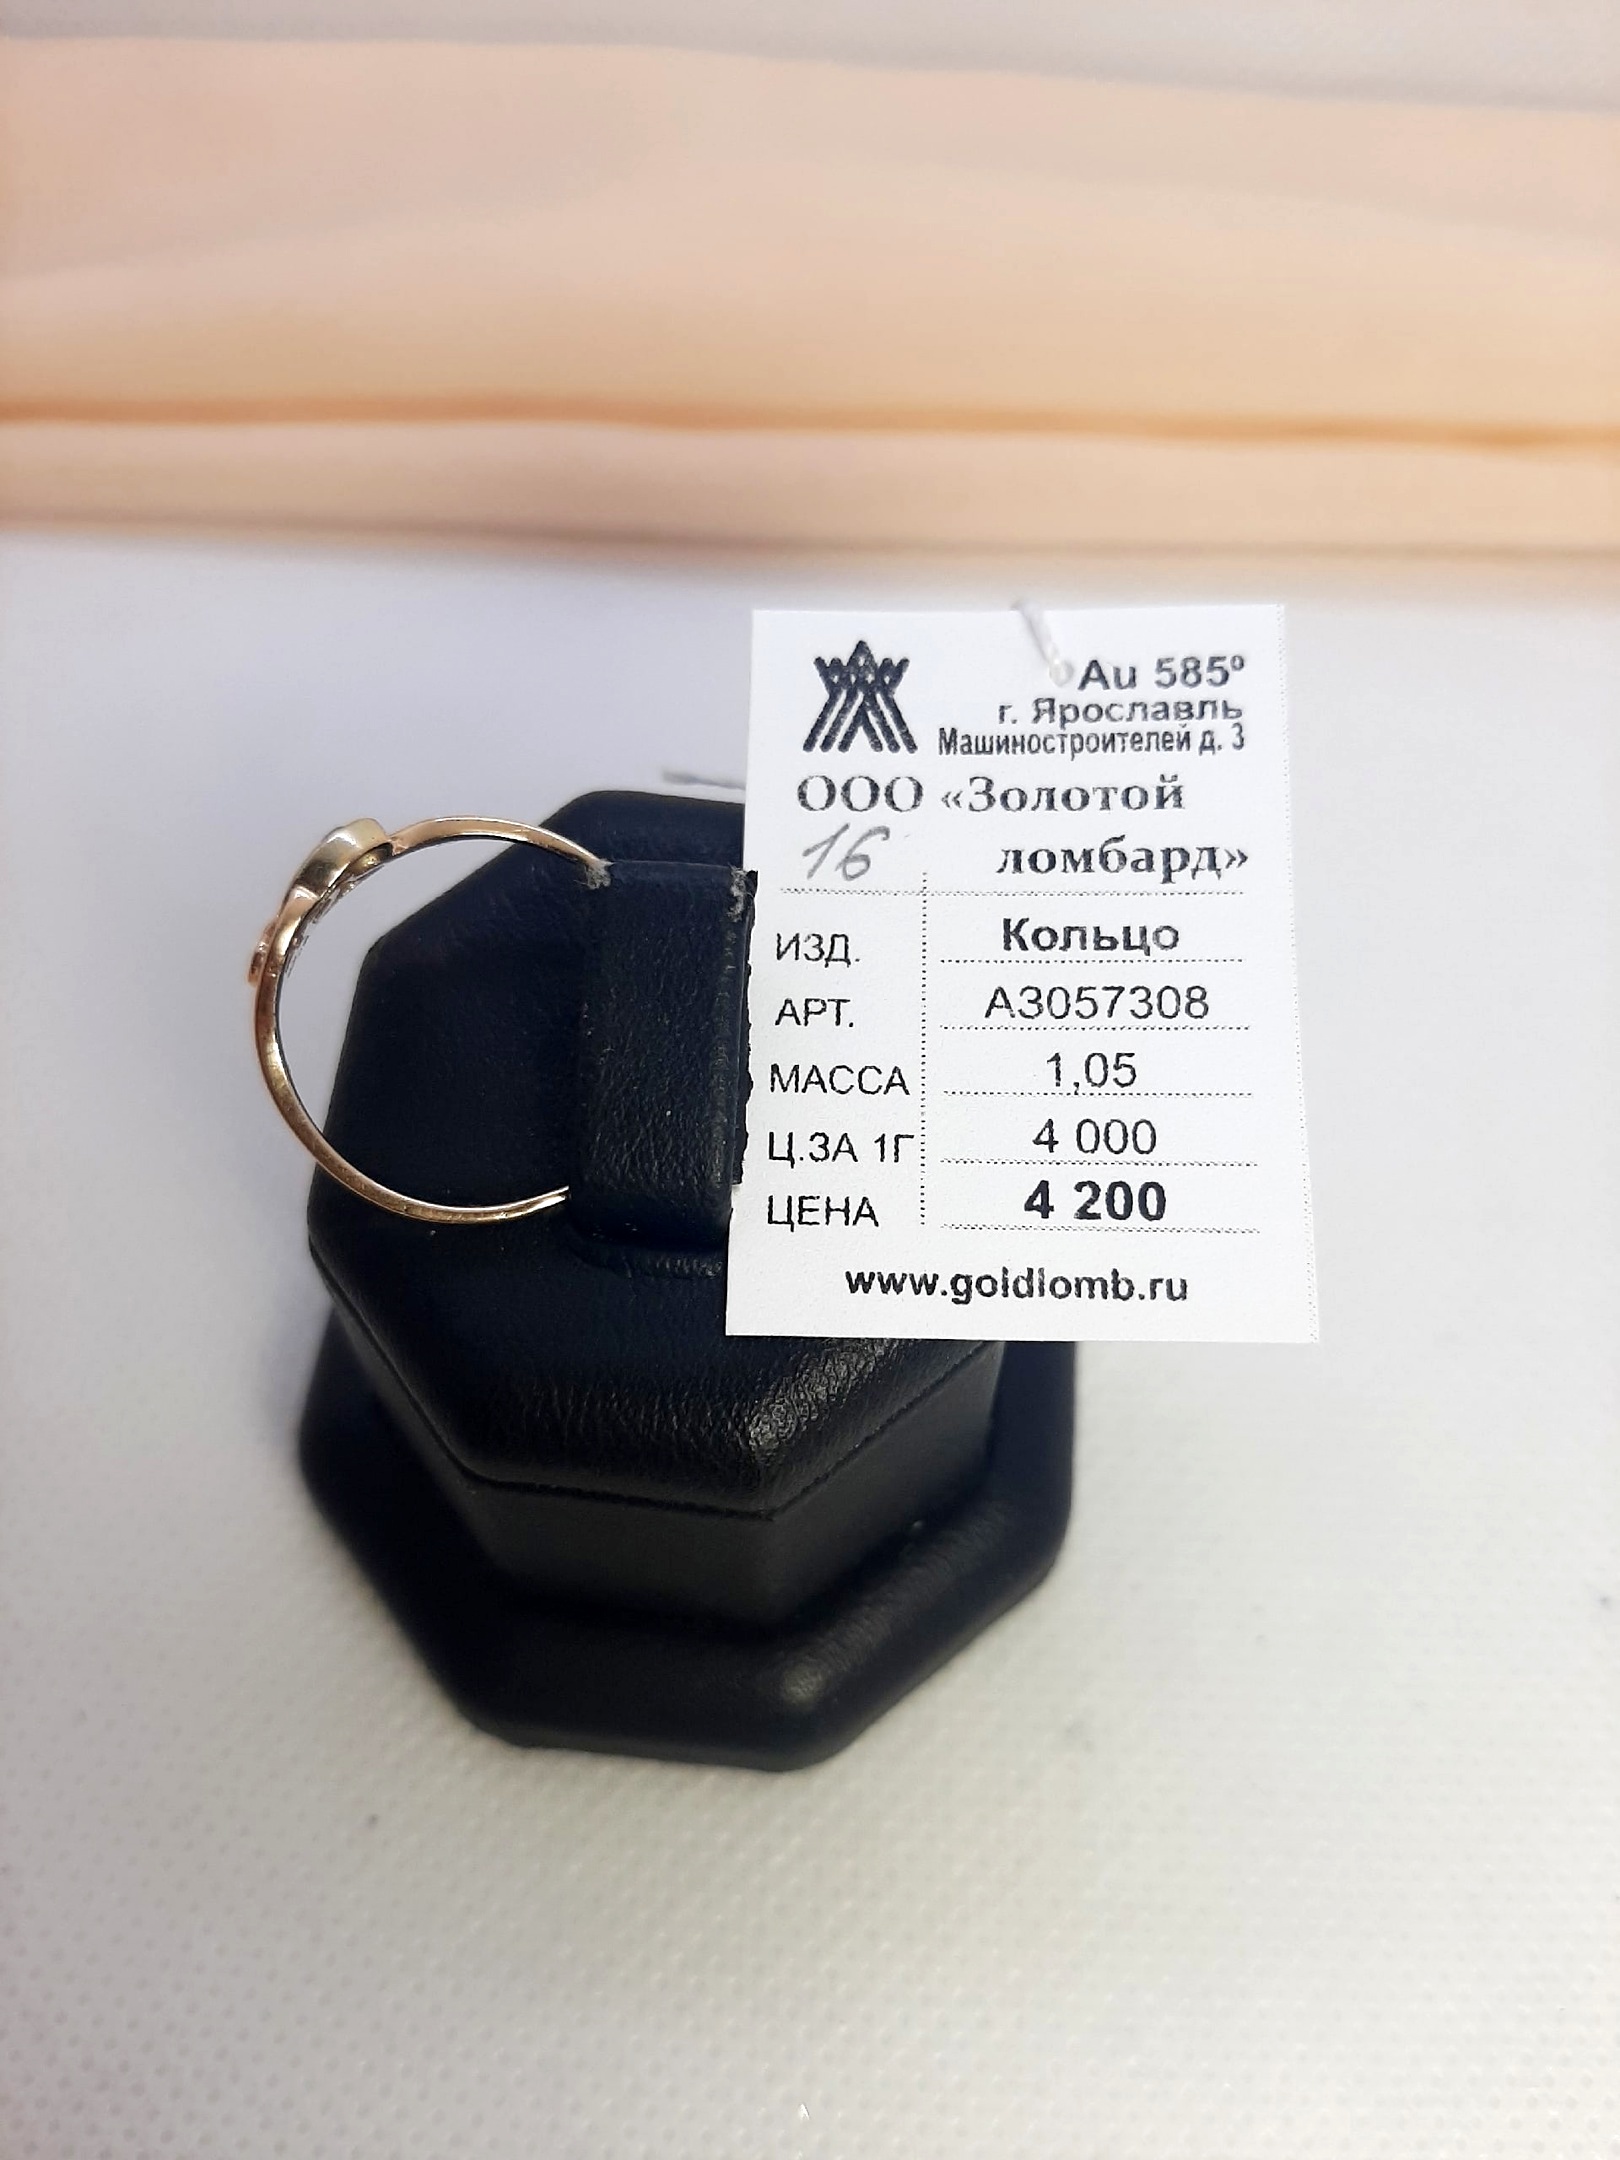 Au 585º
г. Ярославль
Машиностроителей д. 3
ООО «Золотой
16 ломбард»
ИЗД. Кольцо
АРТ. А3057308
МАССА 1,05
Ц.ЗА 1Г 4 000
ЦЕНА 4 200
www.goldlomb.ru